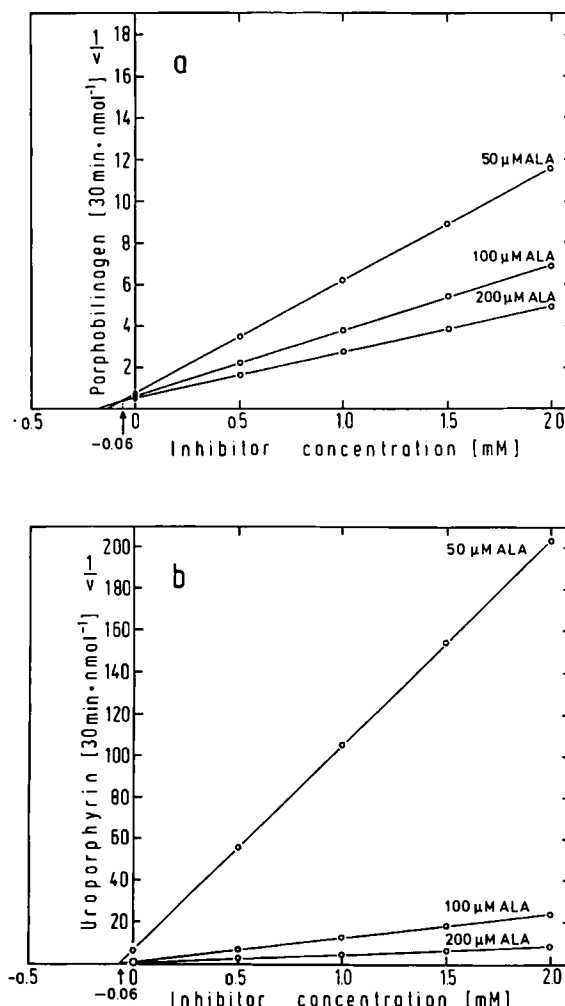 a
Porphobilinogen [30min·nmol⁻¹] 1/v
18
16
14
12
10
8
6
4
2
50 µM ALA
100 µM ALA
200 µM ALA
-0.5
0
0.5
1.0
1.5
2.0
-0.06
Inhibitor concentration [mM]
b
Uroporphyrin [30min·nmol⁻¹] 1/v
200
180
160
140
120
100
80
60
40
20
50 µM ALA
100 µM ALA
200 µM ALA
-0.5
0
0.5
1.0
1.5
2.0
-0.06
Inhibitor concentration [mM]